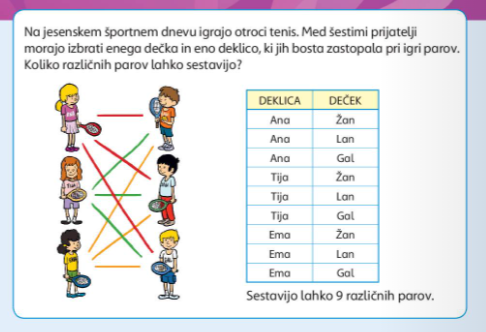 Na jesenskem športnem dnevu igrajo otroci tenis. Med šestimi prijatelji
morajo izbrati enega dečka in eno deklico, ki jih bosta zastopala pri igri parov.
Koliko različnih parov lahko sestavijo?
DEKLICA DEČEK
Ana Žan
Ana Lan
Ana Gal
Tija Žan
Tija Lan
Tija Gal
Ema Žan
Ema Lan
Ema Gal
Sestavijo lahko 9 različnih parov.